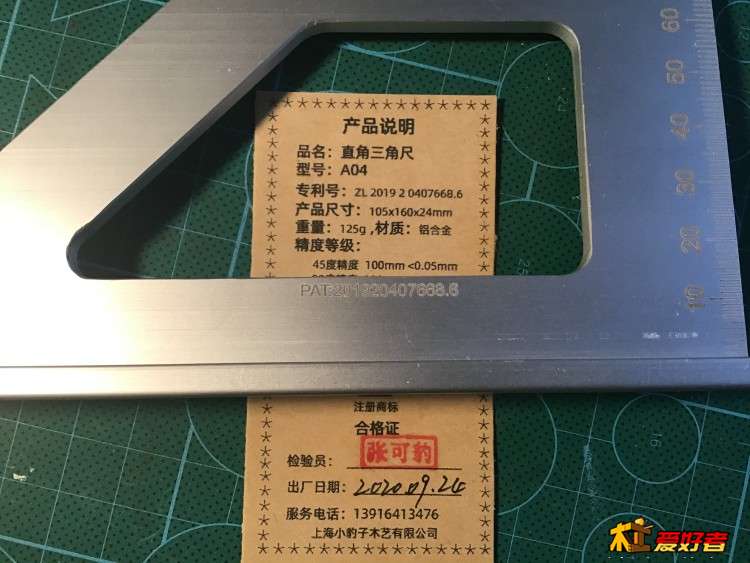 产品说明
品名：直角三角尺
型号：A04
专利号：ZL 2019 2 0407668.6
产品尺寸：105x160x24mm
重量：125g ,材质：铝合金
精度等级：
45度精度 100mm <0.05mm
PAT:201920407668.6
60
50
40
30
20
10
注册商标
合格证
检验员：张可豹
出厂日期：2020.09.26
服务电话：13916413476
上海小豹子木艺有限公司
木工爱好者